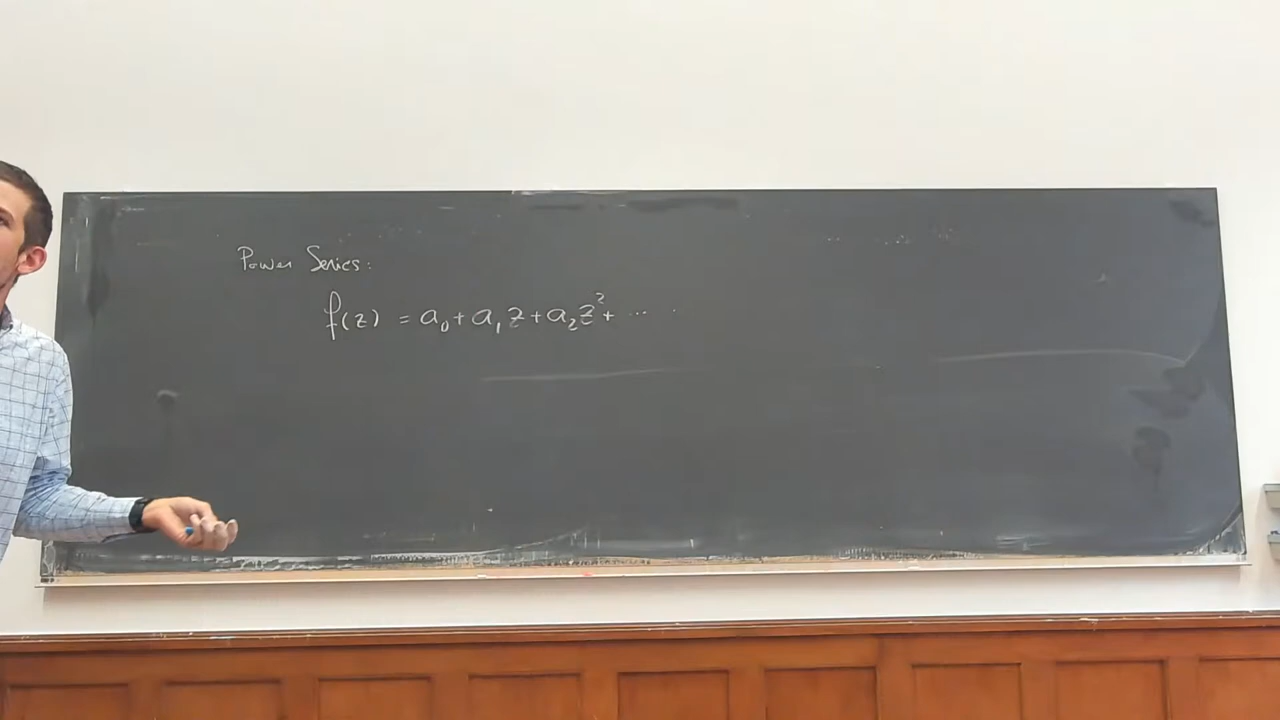 Power Series:
f(z) = a₀ + a₁z + a₂z² + ⋯